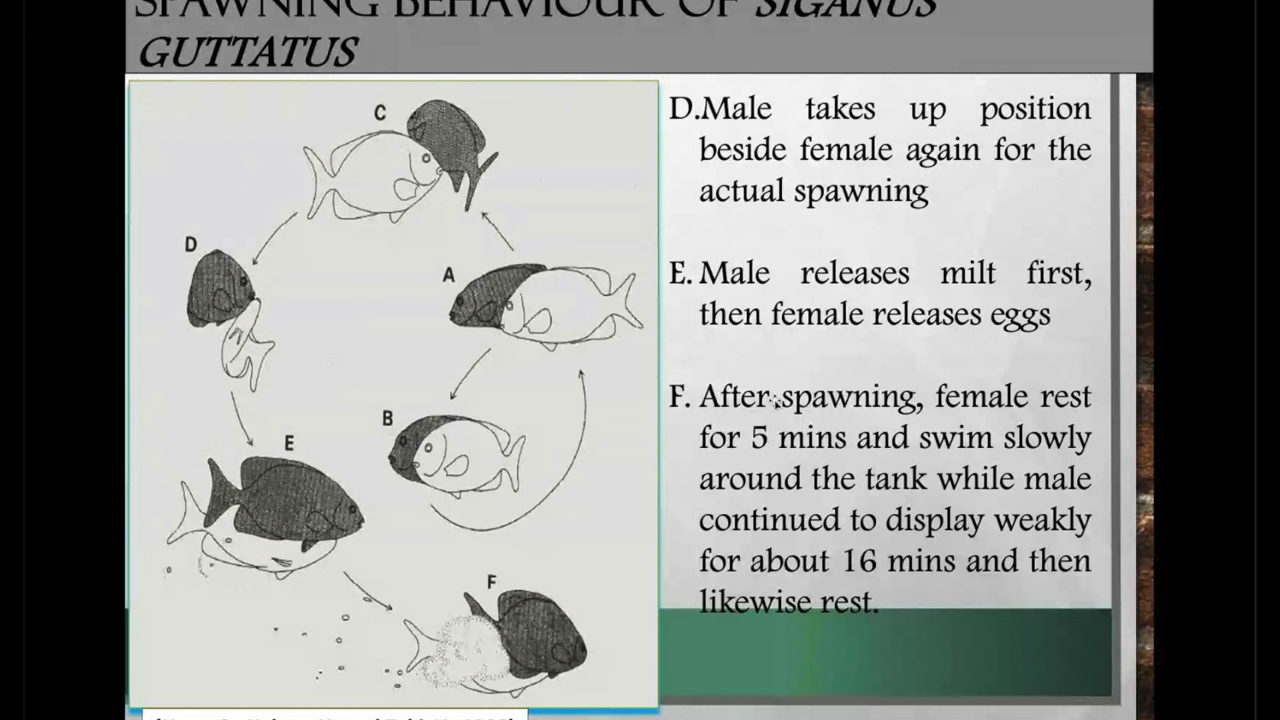 SPAWNING BEHAVIOUR OF SIGANUS
GUTTATUS
C
D
A
B
E
F
D.Male takes up position
beside female again for the
actual spawning
E. Male releases milt first,
then female releases eggs
F. After spawning, female rest
for 5 mins and swim slowly
around the tank while male
continued to display weakly
for about 16 mins and then
likewise rest.